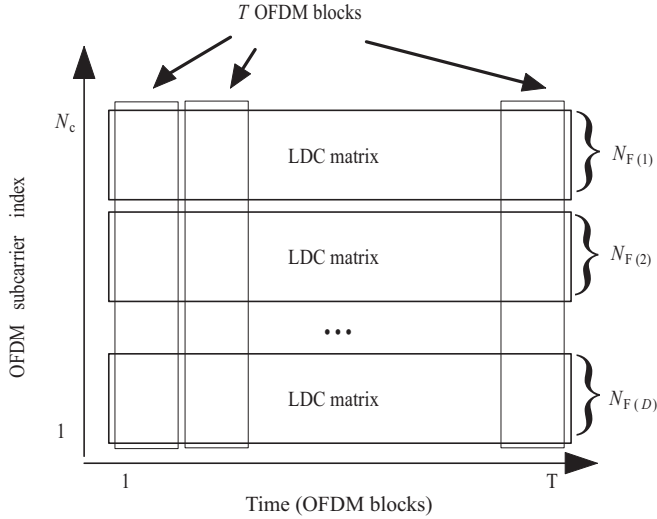 T OFDM blocks
N_c
LDC matrix
N_F(1)
LDC matrix
N_F(2)
...
LDC matrix
N_F(D)
1
OFDM subcarrier index
1
T
Time (OFDM blocks)